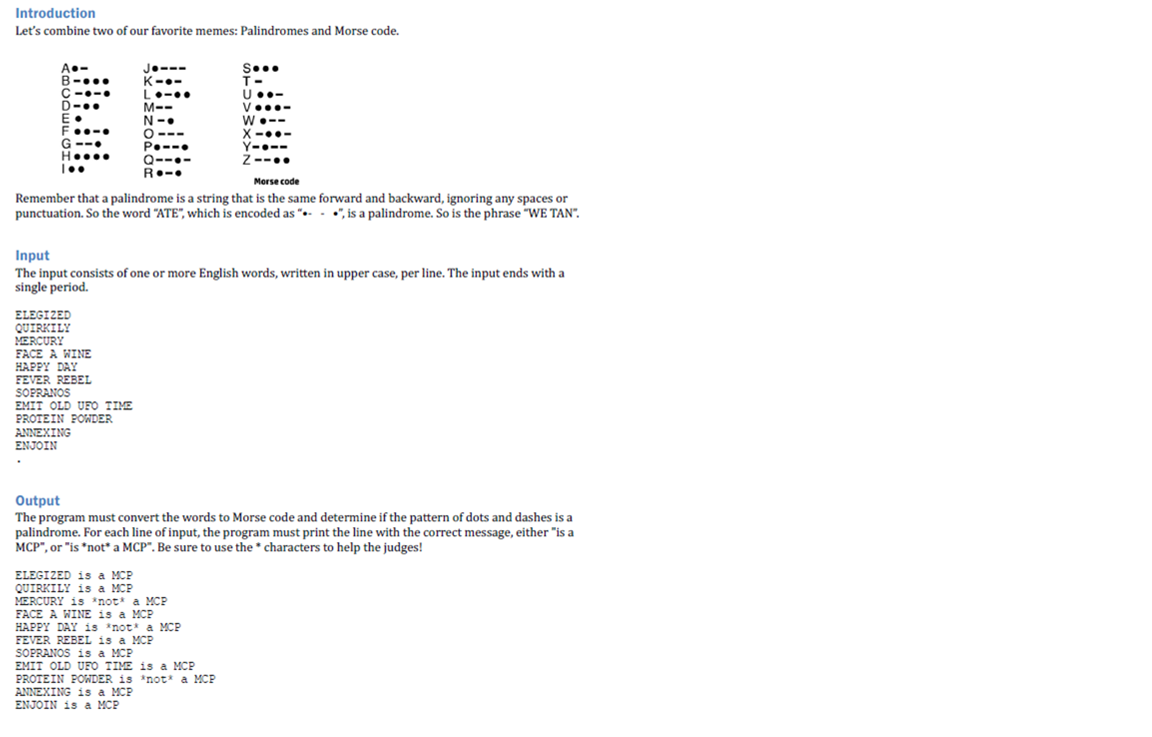 Introduction
Let's combine two of our favorite memes: Palindromes and Morse code.
A•– J•––– S•••
B–••• K–•– T–
C–•–• L•–•• U••–
D–•• M–– V•••–
E• N–• W•––
F••–• O––– X–••–
G––• P•––• Y–•––
H•••• Q––•– Z––••
I•• R•–•
Morse code
Remember that a palindrome is a string that is the same forward and backward, ignoring any spaces or
punctuation. So the word "ATE", which is encoded as "•- - •", is a palindrome. So is the phrase "WE TAN".
Input
The input consists of one or more English words, written in upper case, per line. The input ends with a
single period.
ELEGIZED
QUIRKILY
MERCURY
FACE A WINE
HAPPY DAY
FEVER REBEL
SOPRANOS
EMIT OLD UFO TIME
PROTEIN POWDER
ANNEXING
ENJOIN
.
Output
The program must convert the words to Morse code and determine if the pattern of dots and dashes is a
palindrome. For each line of input, the program must print the line with the correct message, either "is a
MCP", or "is *not* a MCP". Be sure to use the * characters to help the judges!
ELEGIZED is a MCP
QUIRKILY is a MCP
MERCURY is *not* a MCP
FACE A WINE is a MCP
HAPPY DAY is *not* a MCP
FEVER REBEL is a MCP
SOPRANOS is a MCP
EMIT OLD UFO TIME is a MCP
PROTEIN POWDER is *not* a MCP
ANNEXING is a MCP
ENJOIN is a MCP